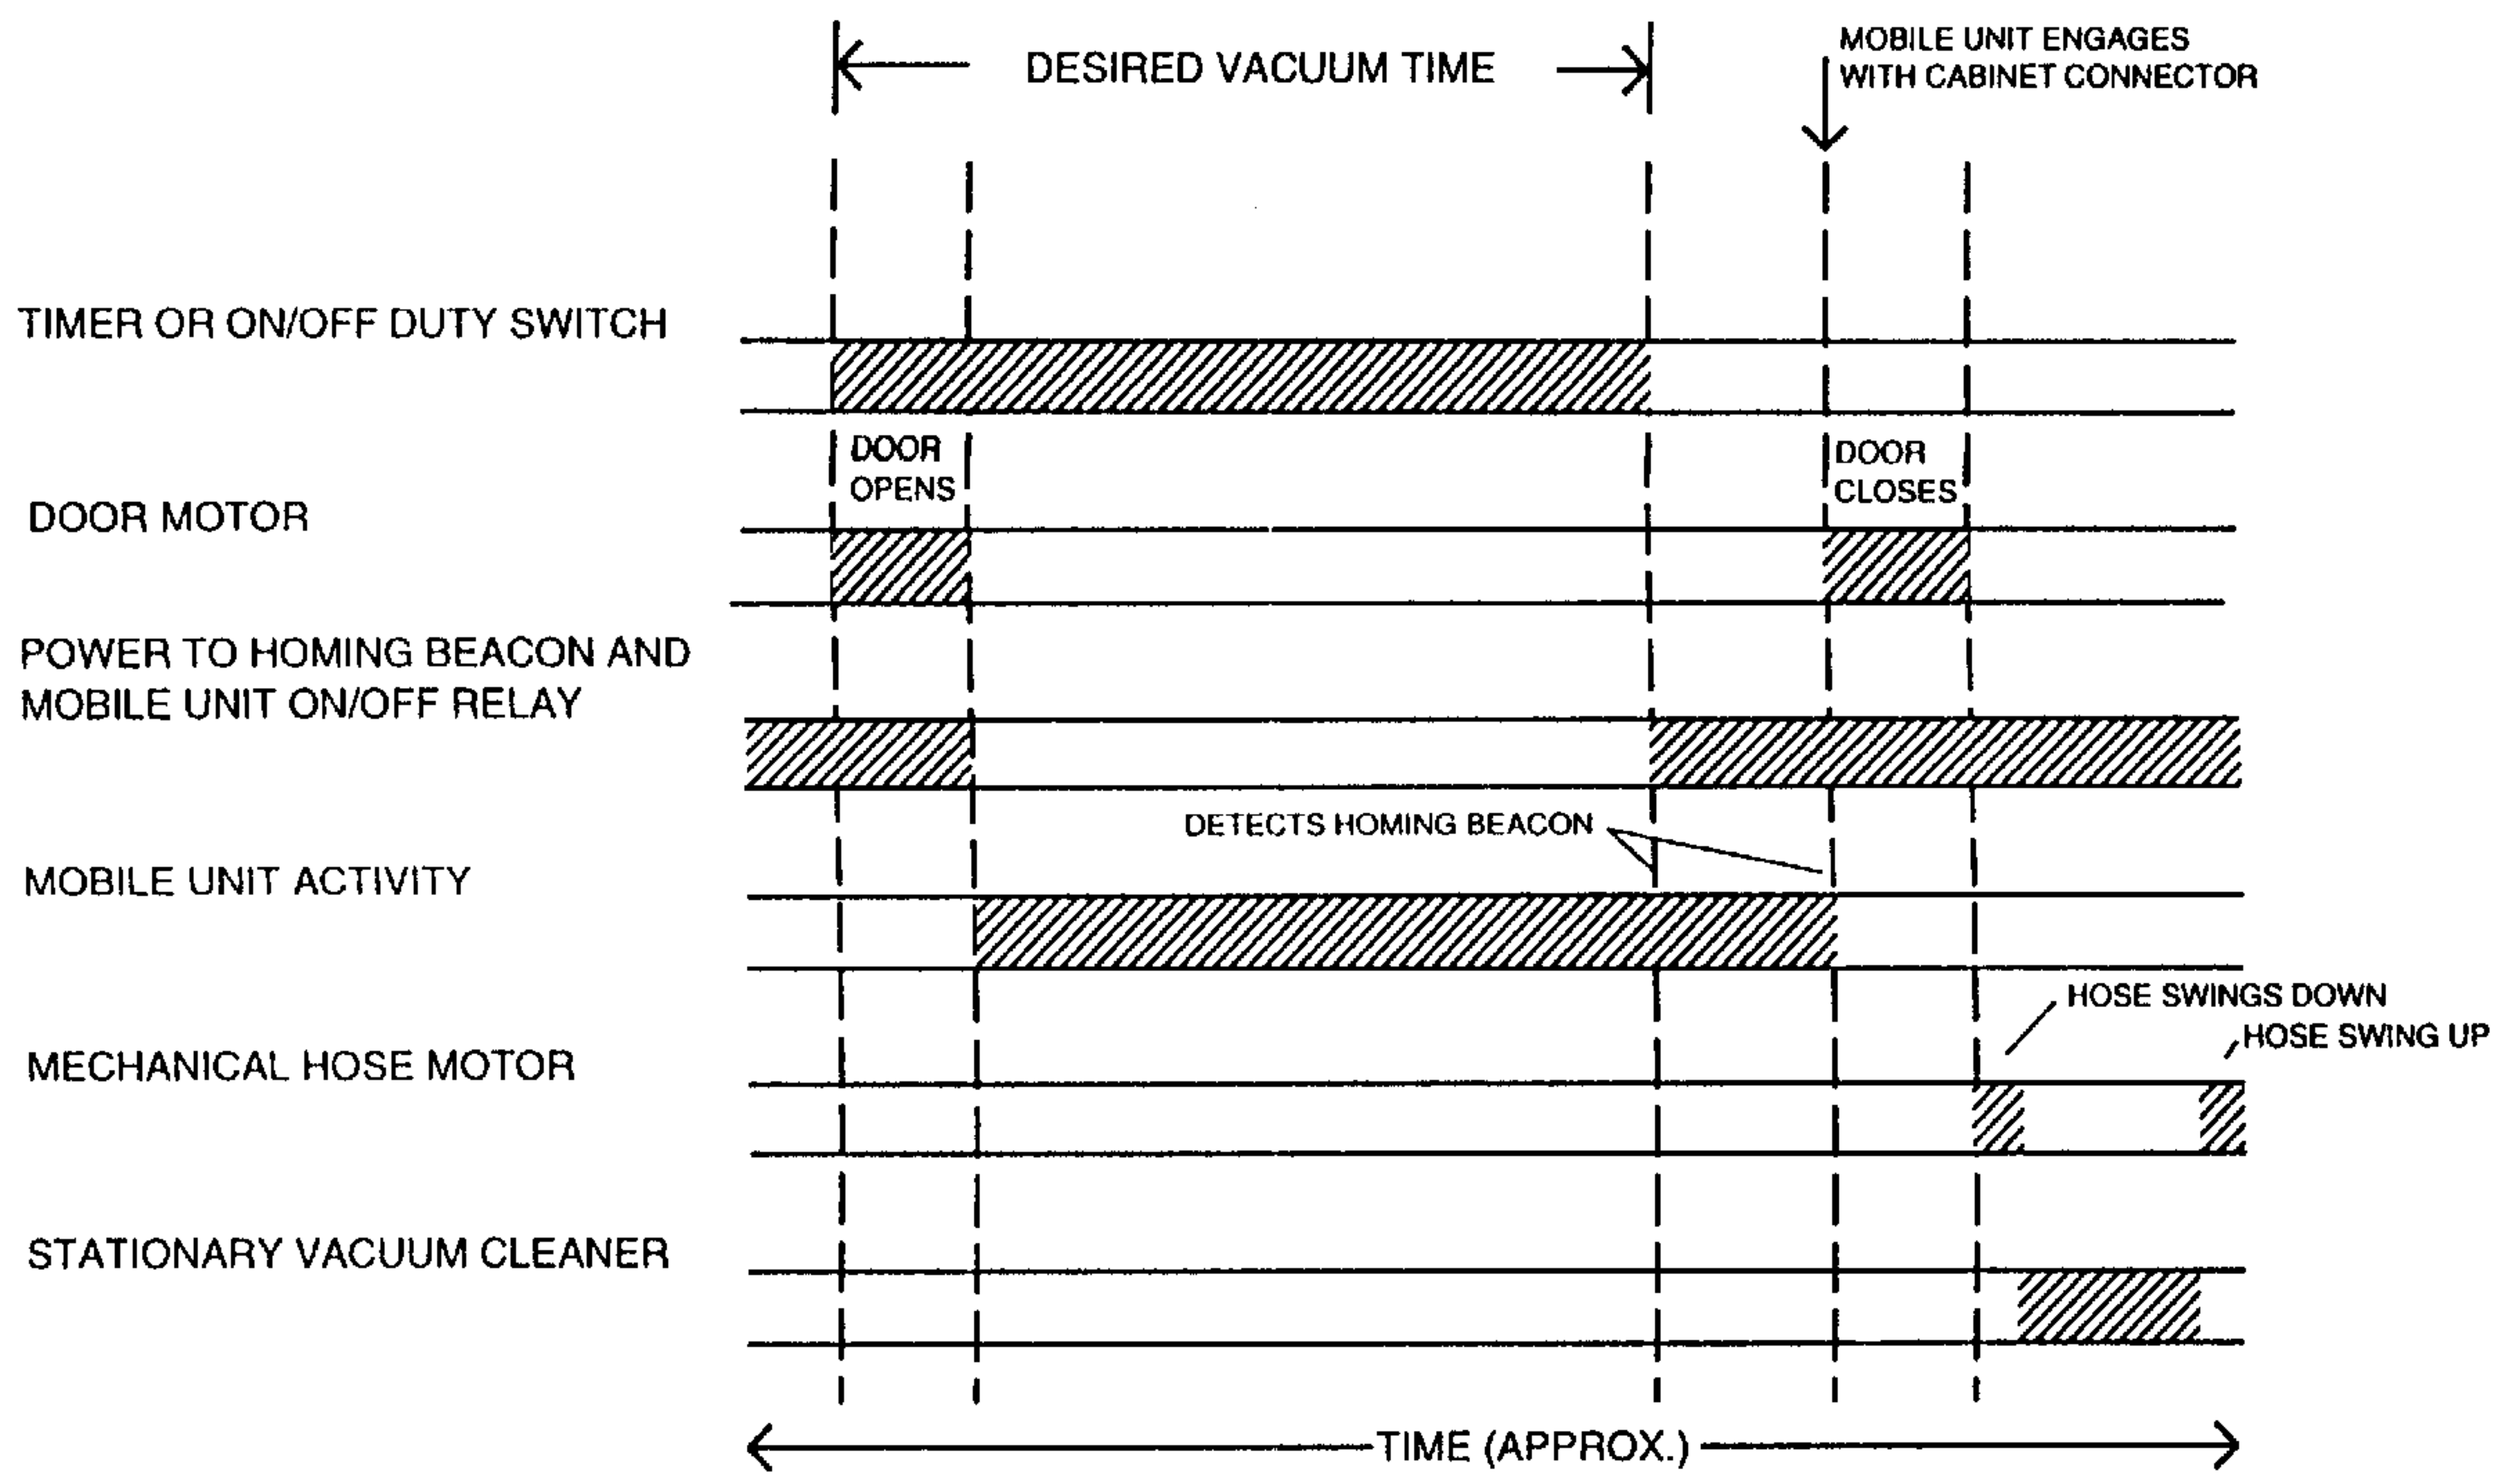 DESIRED VACUUM TIME
MOBILE UNIT ENGAGES
WITH CABINET CONNECTOR
TIMER OR ON/OFF DUTY SWITCH
DOOR
OPENS
DOOR
CLOSES
DOOR MOTOR
POWER TO HOMING BEACON AND
MOBILE UNIT ON/OFF RELAY
DETECTS HOMING BEACON
MOBILE UNIT ACTIVITY
HOSE SWINGS DOWN
HOSE SWING UP
MECHANICAL HOSE MOTOR
STATIONARY VACUUM CLEANER
TIME (APPROX.)